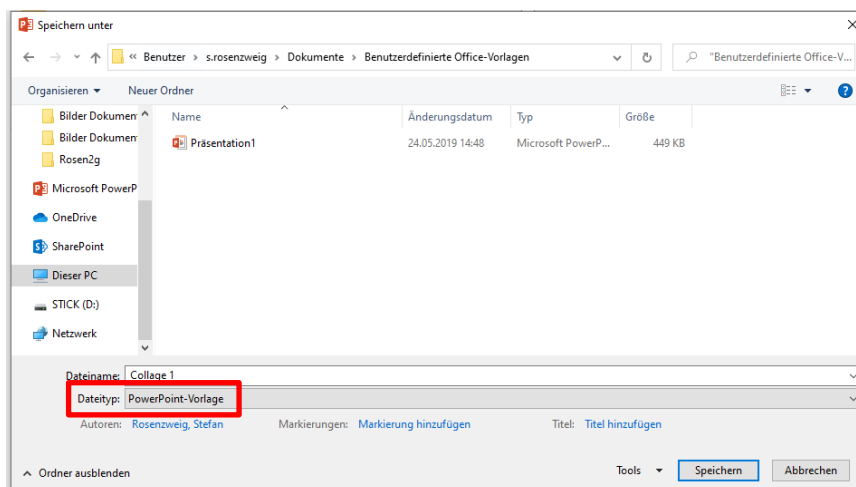 Speichern unter
« Benutzer > s.rosenzweig > Dokumente > Benutzerdefinierte Office-Vorlagen
"Benutzerdefinierte Office-V...
Organisieren Neuer Ordner
Name Änderungsdatum Typ Größe
Präsentation1 24.05.2019 14:48 Microsoft PowerP... 449 KB
Bilder Dokumen
Bilder Dokumen
Rosen2g
Microsoft PowerP
OneDrive
SharePoint
Dieser PC
STICK (D:)
Netzwerk
Dateiname: Collage 1
Dateityp: PowerPoint-Vorlage
Autoren: Rosenzweig, Stefan Markierungen: Markierung hinzufügen Titel: Titel hinzufügen
Ordner ausblenden Tools Speichern Abbrechen